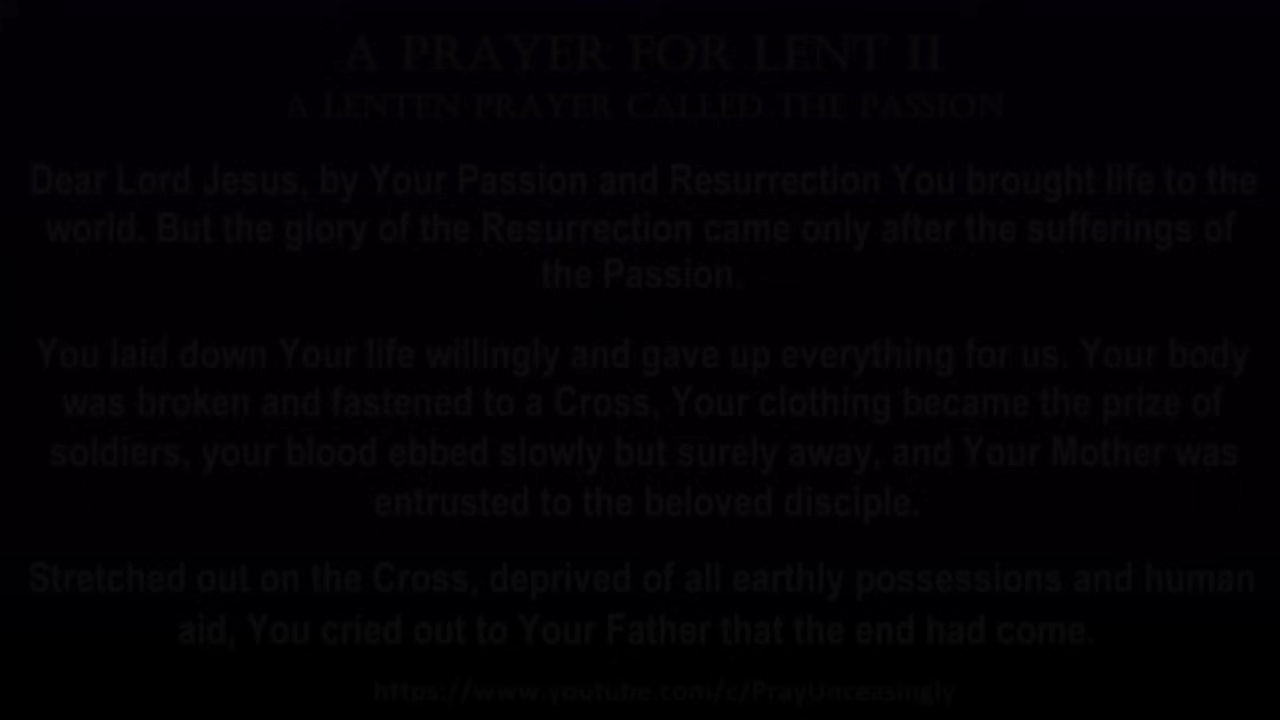 A PRAYER FOR LENT II
A LENTEN PRAYER CALLED THE PASSION
Dear Lord Jesus, by Your Passion and Resurrection You brought life to the
world. But the glory of the Resurrection came only after the sufferings of
the Passion.
You laid down Your life willingly and gave up everything for us. Your body
was broken and fastened to a Cross, Your clothing became the prize of
soldiers, your blood ebbed slowly but surely away, and Your Mother was
entrusted to the beloved disciple.
Stretched out on the Cross, deprived of all earthly possessions and human
aid, You cried out to Your Father that the end had come.
https://www.youtube.com/c/PrayUnceasingly